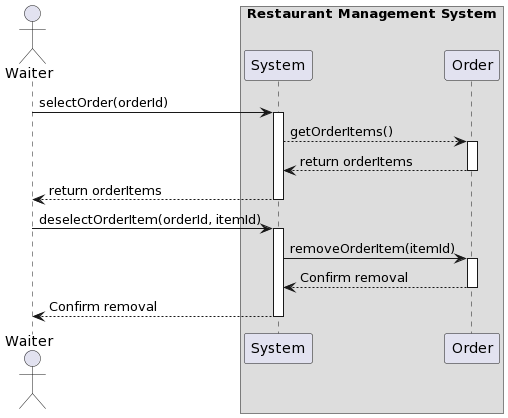 Restaurant Management System
Waiter
System
Order
selectOrder(orderId)
getOrderItems()
return orderItems
return orderItems
deselectOrderItem(orderId, itemId)
removeOrderItem(itemId)
Confirm removal
Confirm removal
Waiter
System
Order